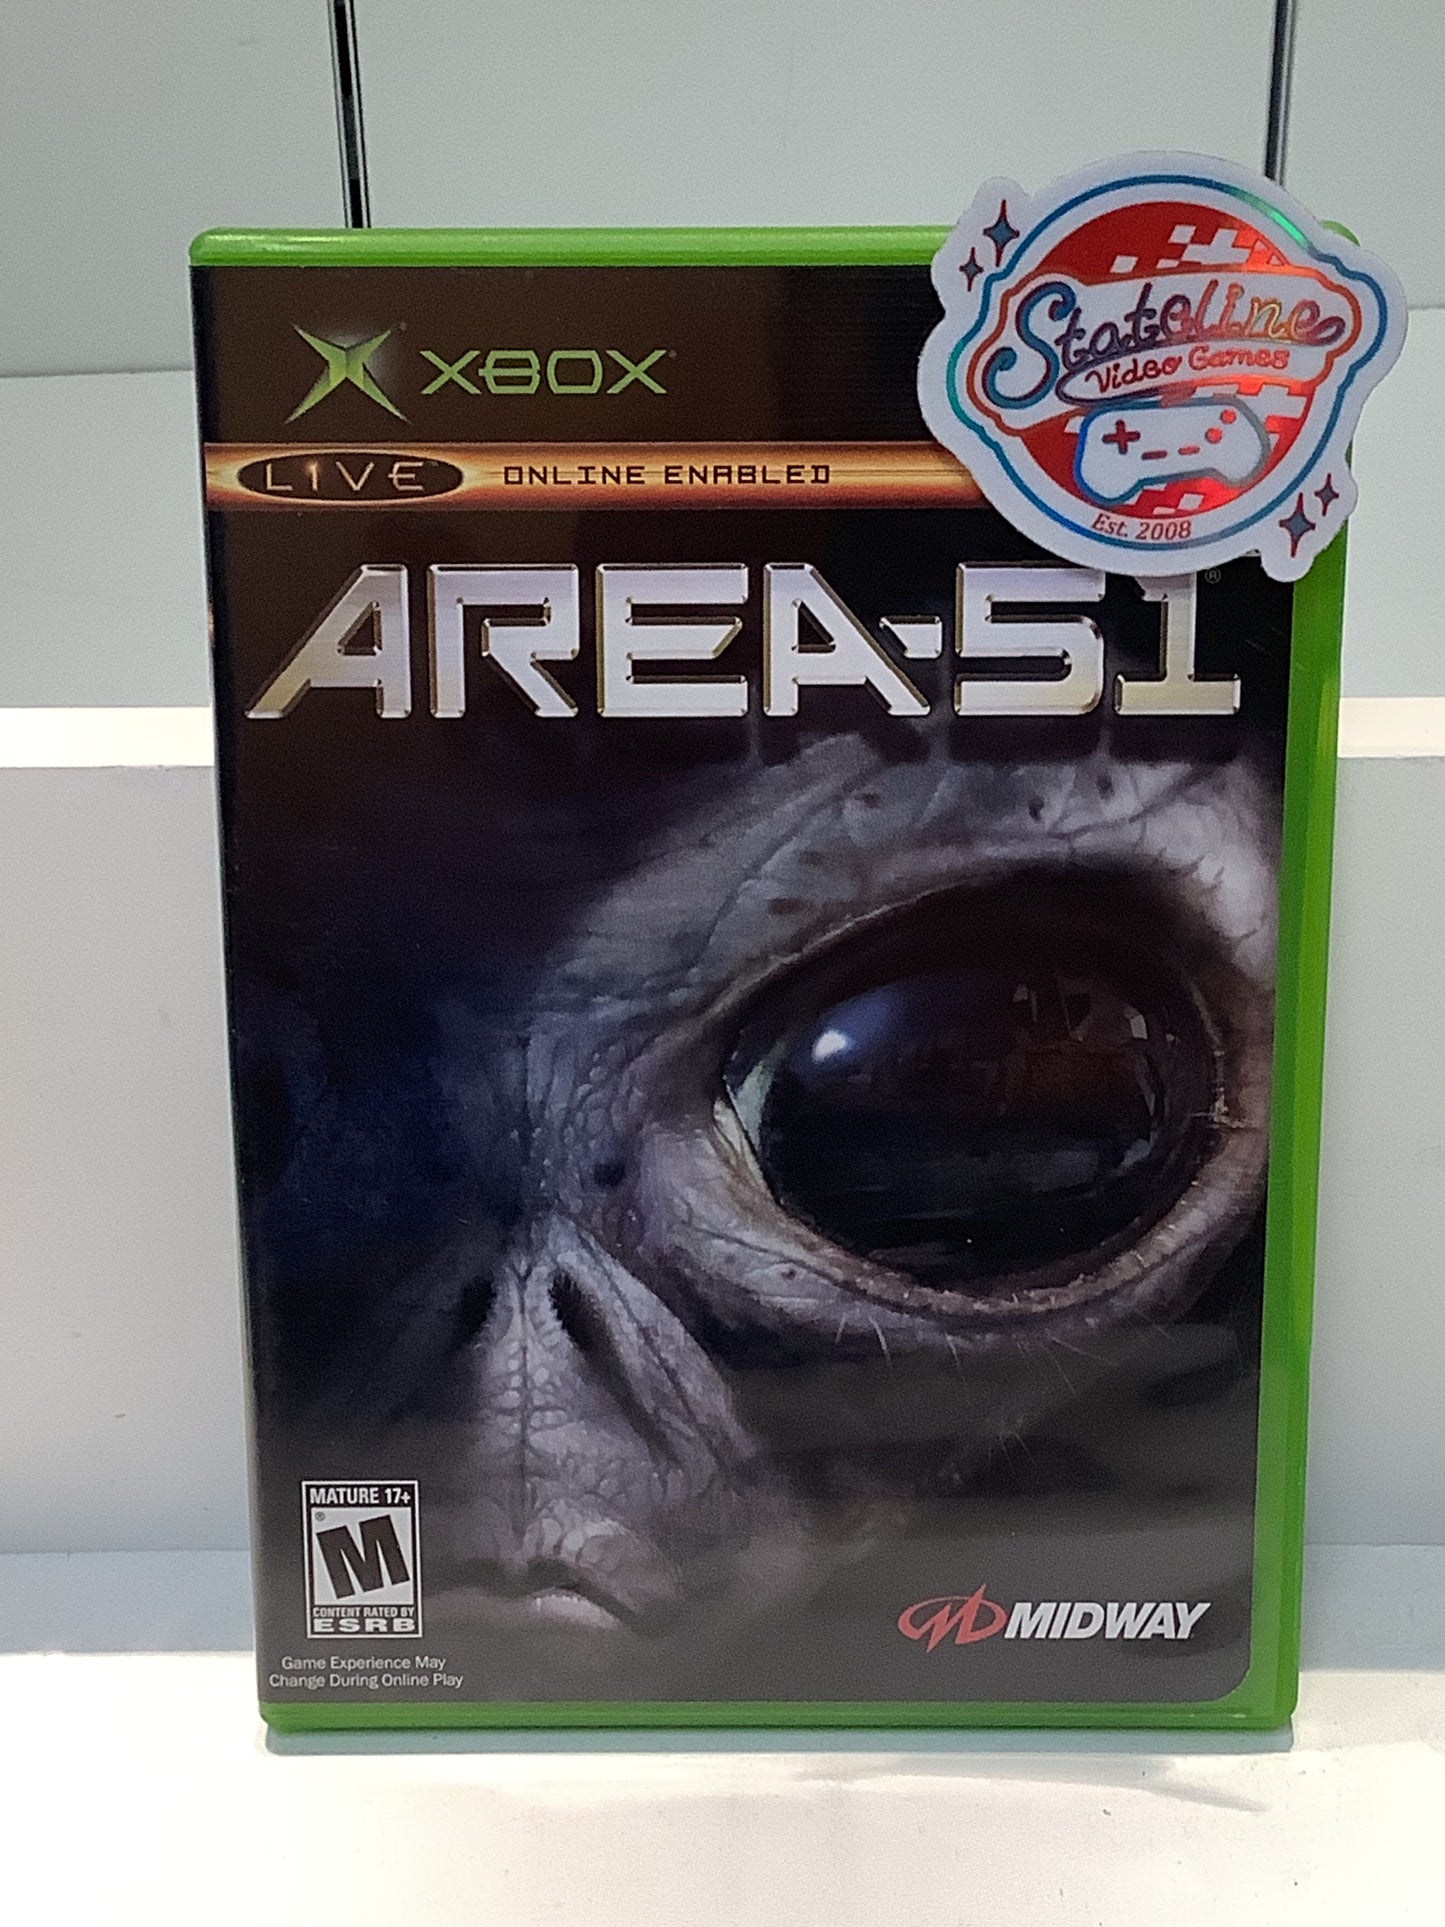 XBOX
LIVE™ ONLINE ENABLED
Stateline
Video Games
Est. 2008
AREA-51®
MATURE 17+
M®
CONTENT RATED BY
ESRB
Game Experience May
Change During Online Play
MIDWAY